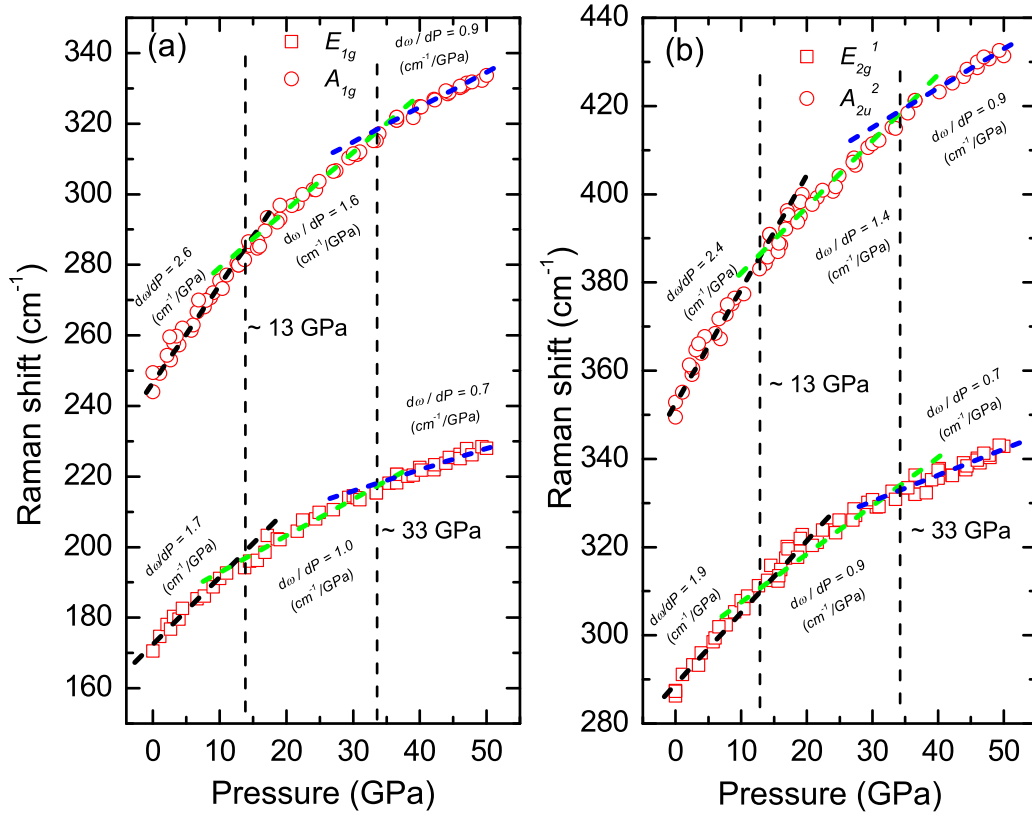 (a)
E1g
A1g
dω / dP = 0.9
(cm-1/GPa)
dω/dP = 2.6
(cm-1/GPa)
dω / dP = 1.6
(cm-1/GPa)
~ 13 GPa
dω / dP = 0.7
(cm-1/GPa)
dω/dP = 1.7
(cm-1/GPa)
dω / dP = 1.0
(cm-1/GPa)
~ 33 GPa
340
320
300
280
260
240
220
200
180
160
Raman shift (cm-1)
0 10 20 30 40 50
Pressure (GPa)
(b)
E2g1
A2u2
dω / dP = 0.9
(cm-1/GPa)
dω/dP = 2.4
(cm-1/GPa)
dω / dP = 1.4
(cm-1/GPa)
~ 13 GPa
dω / dP = 0.7
(cm-1/GPa)
dω/dP = 1.9
(cm-1/GPa)
dω / dP = 0.9
(cm-1/GPa)
~ 33 GPa
440
420
400
380
360
340
320
300
280
Raman shift (cm-1)
0 10 20 30 40 50
Pressure (GPa)